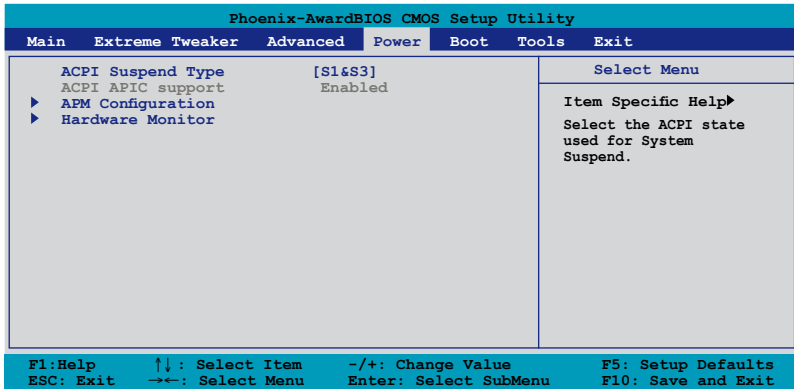 Phoenix-AwardBIOS CMOS Setup Utility
Main Extreme Tweaker Advanced Power Boot Tools Exit
ACPI Suspend Type [S1&S3]
ACPI APIC support Enabled
APM Configuration
Hardware Monitor
Select Menu
Item Specific Help
Select the ACPI state
used for System
Suspend.
F1:Help ↑↓: Select Item -/+: Change Value F5: Setup Defaults
ESC: Exit →←: Select Menu Enter: Select SubMenu F10: Save and Exit